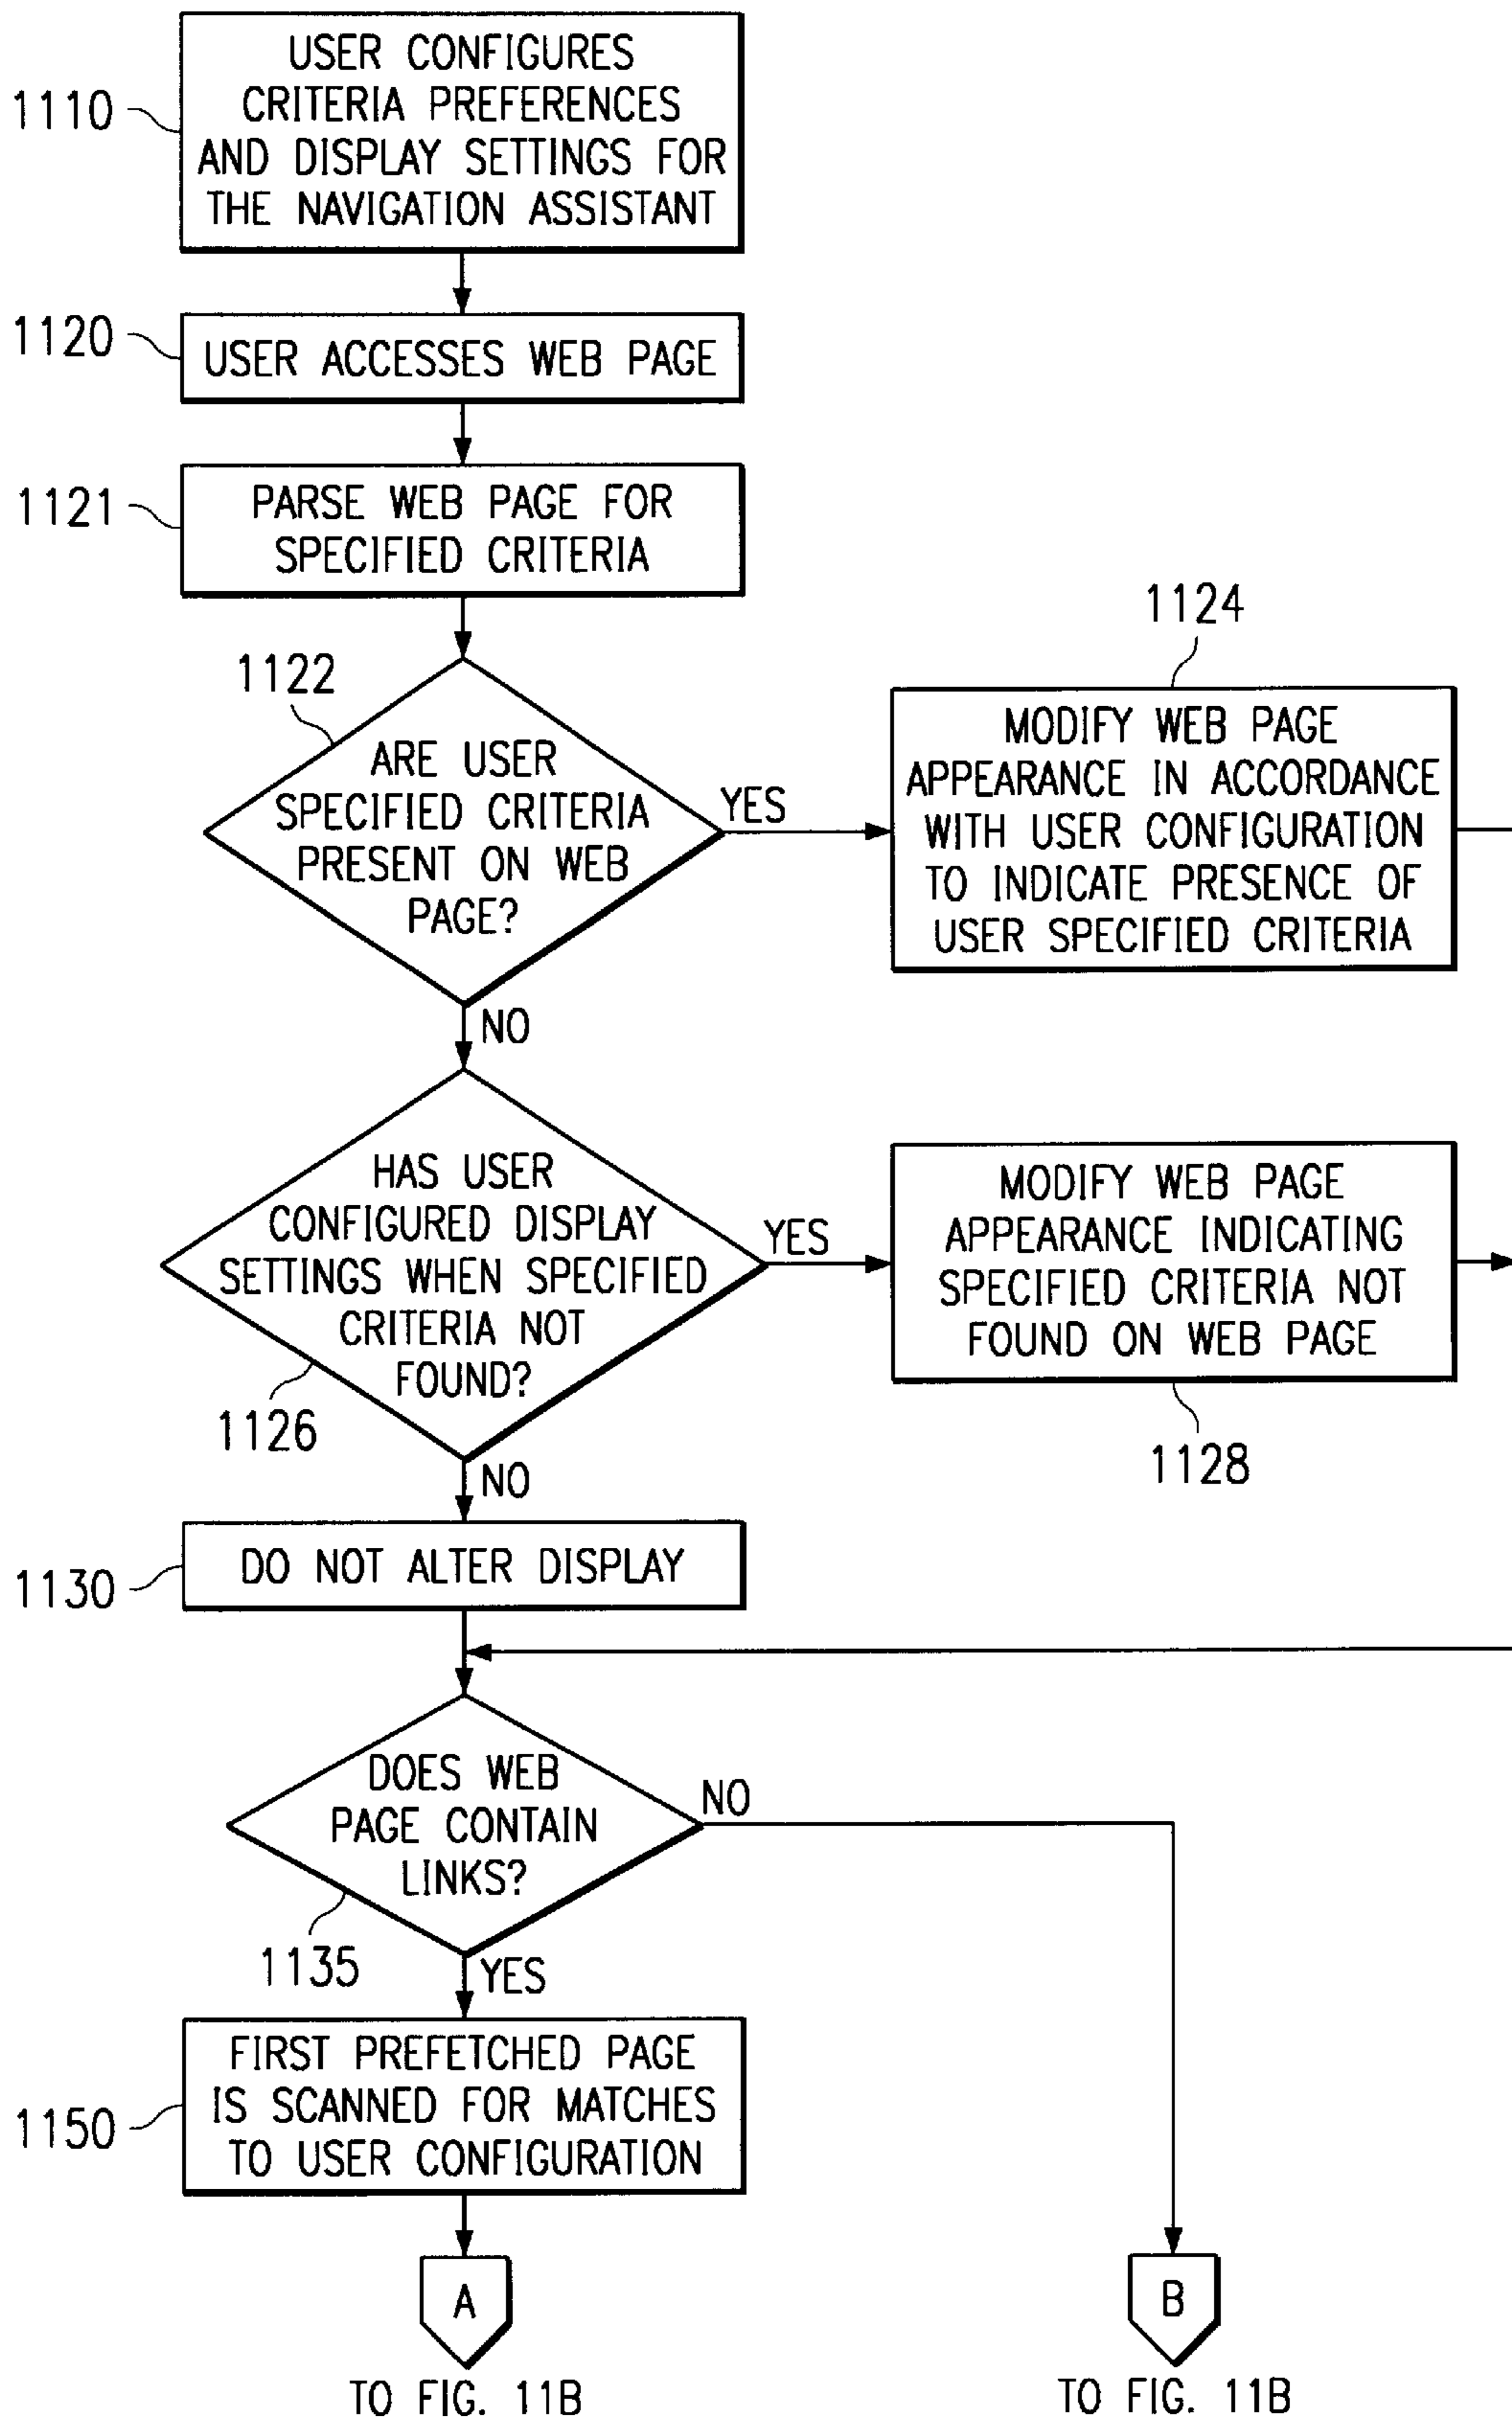 1110
USER CONFIGURES
CRITERIA PREFERENCES
AND DISPLAY SETTINGS FOR
THE NAVIGATION ASSISTANT
1120
USER ACCESSES WEB PAGE
1121
PARSE WEB PAGE FOR
SPECIFIED CRITERIA
1122
ARE USER
SPECIFIED CRITERIA
PRESENT ON WEB
PAGE?
YES
1124
MODIFY WEB PAGE
APPEARANCE IN ACCORDANCE
WITH USER CONFIGURATION
TO INDICATE PRESENCE OF
USER SPECIFIED CRITERIA
NO
HAS USER
CONFIGURED DISPLAY
SETTINGS WHEN SPECIFIED
CRITERIA NOT
FOUND?
1126
YES
MODIFY WEB PAGE
APPEARANCE INDICATING
SPECIFIED CRITERIA NOT
FOUND ON WEB PAGE
1128
NO
1130
DO NOT ALTER DISPLAY
DOES WEB
PAGE CONTAIN
LINKS?
1135
NO
YES
1150
FIRST PREFETCHED PAGE
IS SCANNED FOR MATCHES
TO USER CONFIGURATION
A
TO FIG. 11B
B
TO FIG. 11B